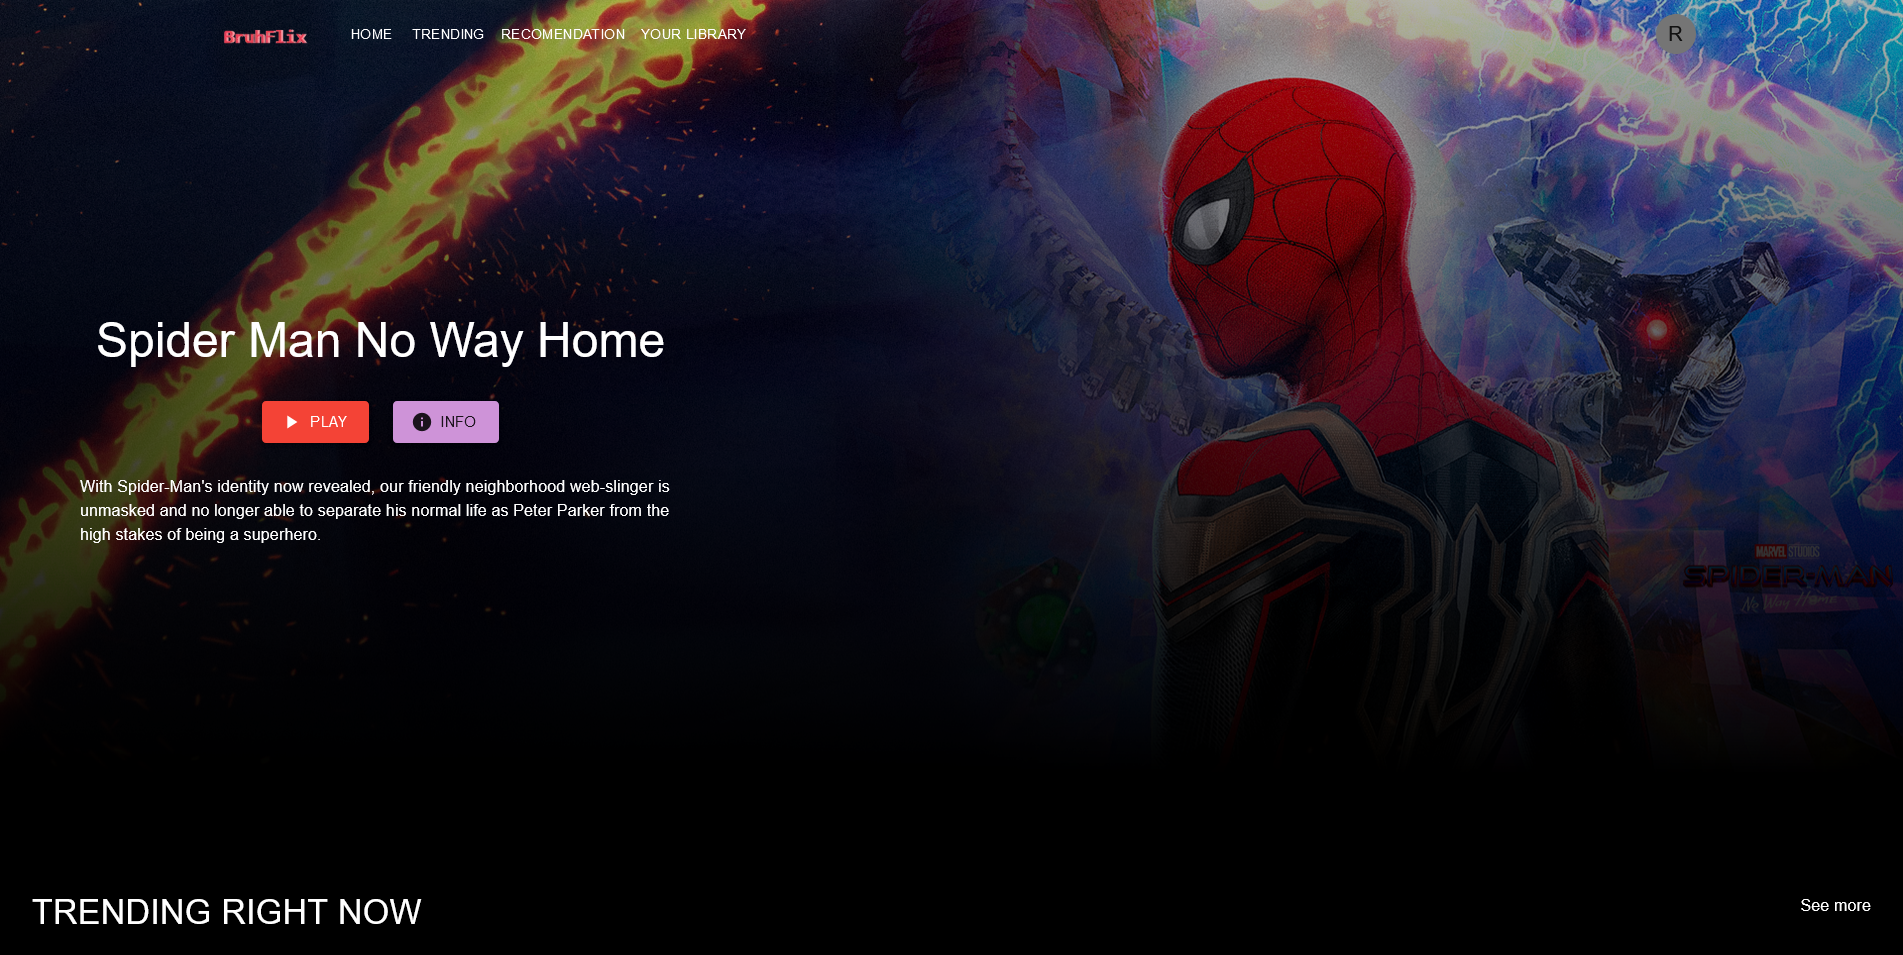 BruhFlix HOME TRENDING RECOMENDATION YOUR LIBRARY R
Spider Man No Way Home
PLAY INFO
With Spider-Man's identity now revealed, our friendly neighborhood web-slinger is
unmasked and no longer able to separate his normal life as Peter Parker from the
high stakes of being a superhero.
MARVEL STUDIOS
SPIDER-MAN
No Way Home
TRENDING RIGHT NOW
See more